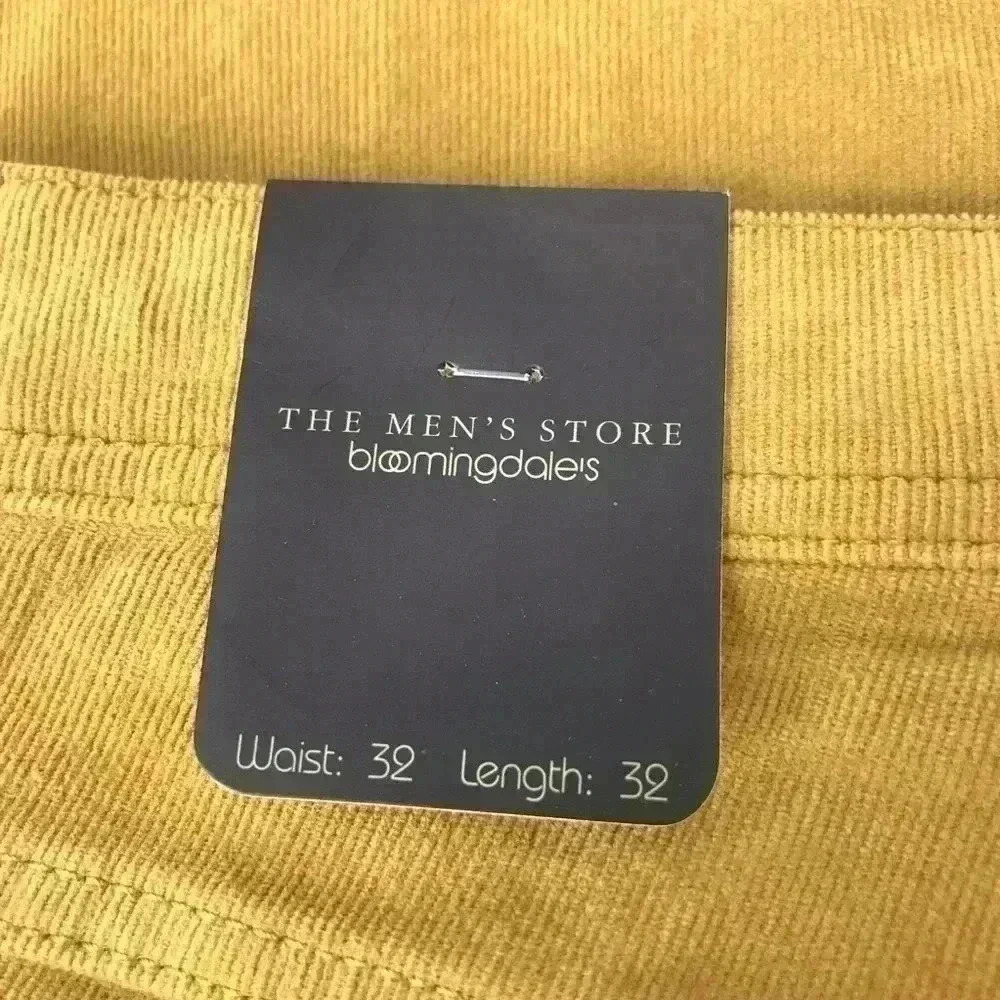 THE MEN'S STORE
bloomingdale's
Waist: 32 Length: 32